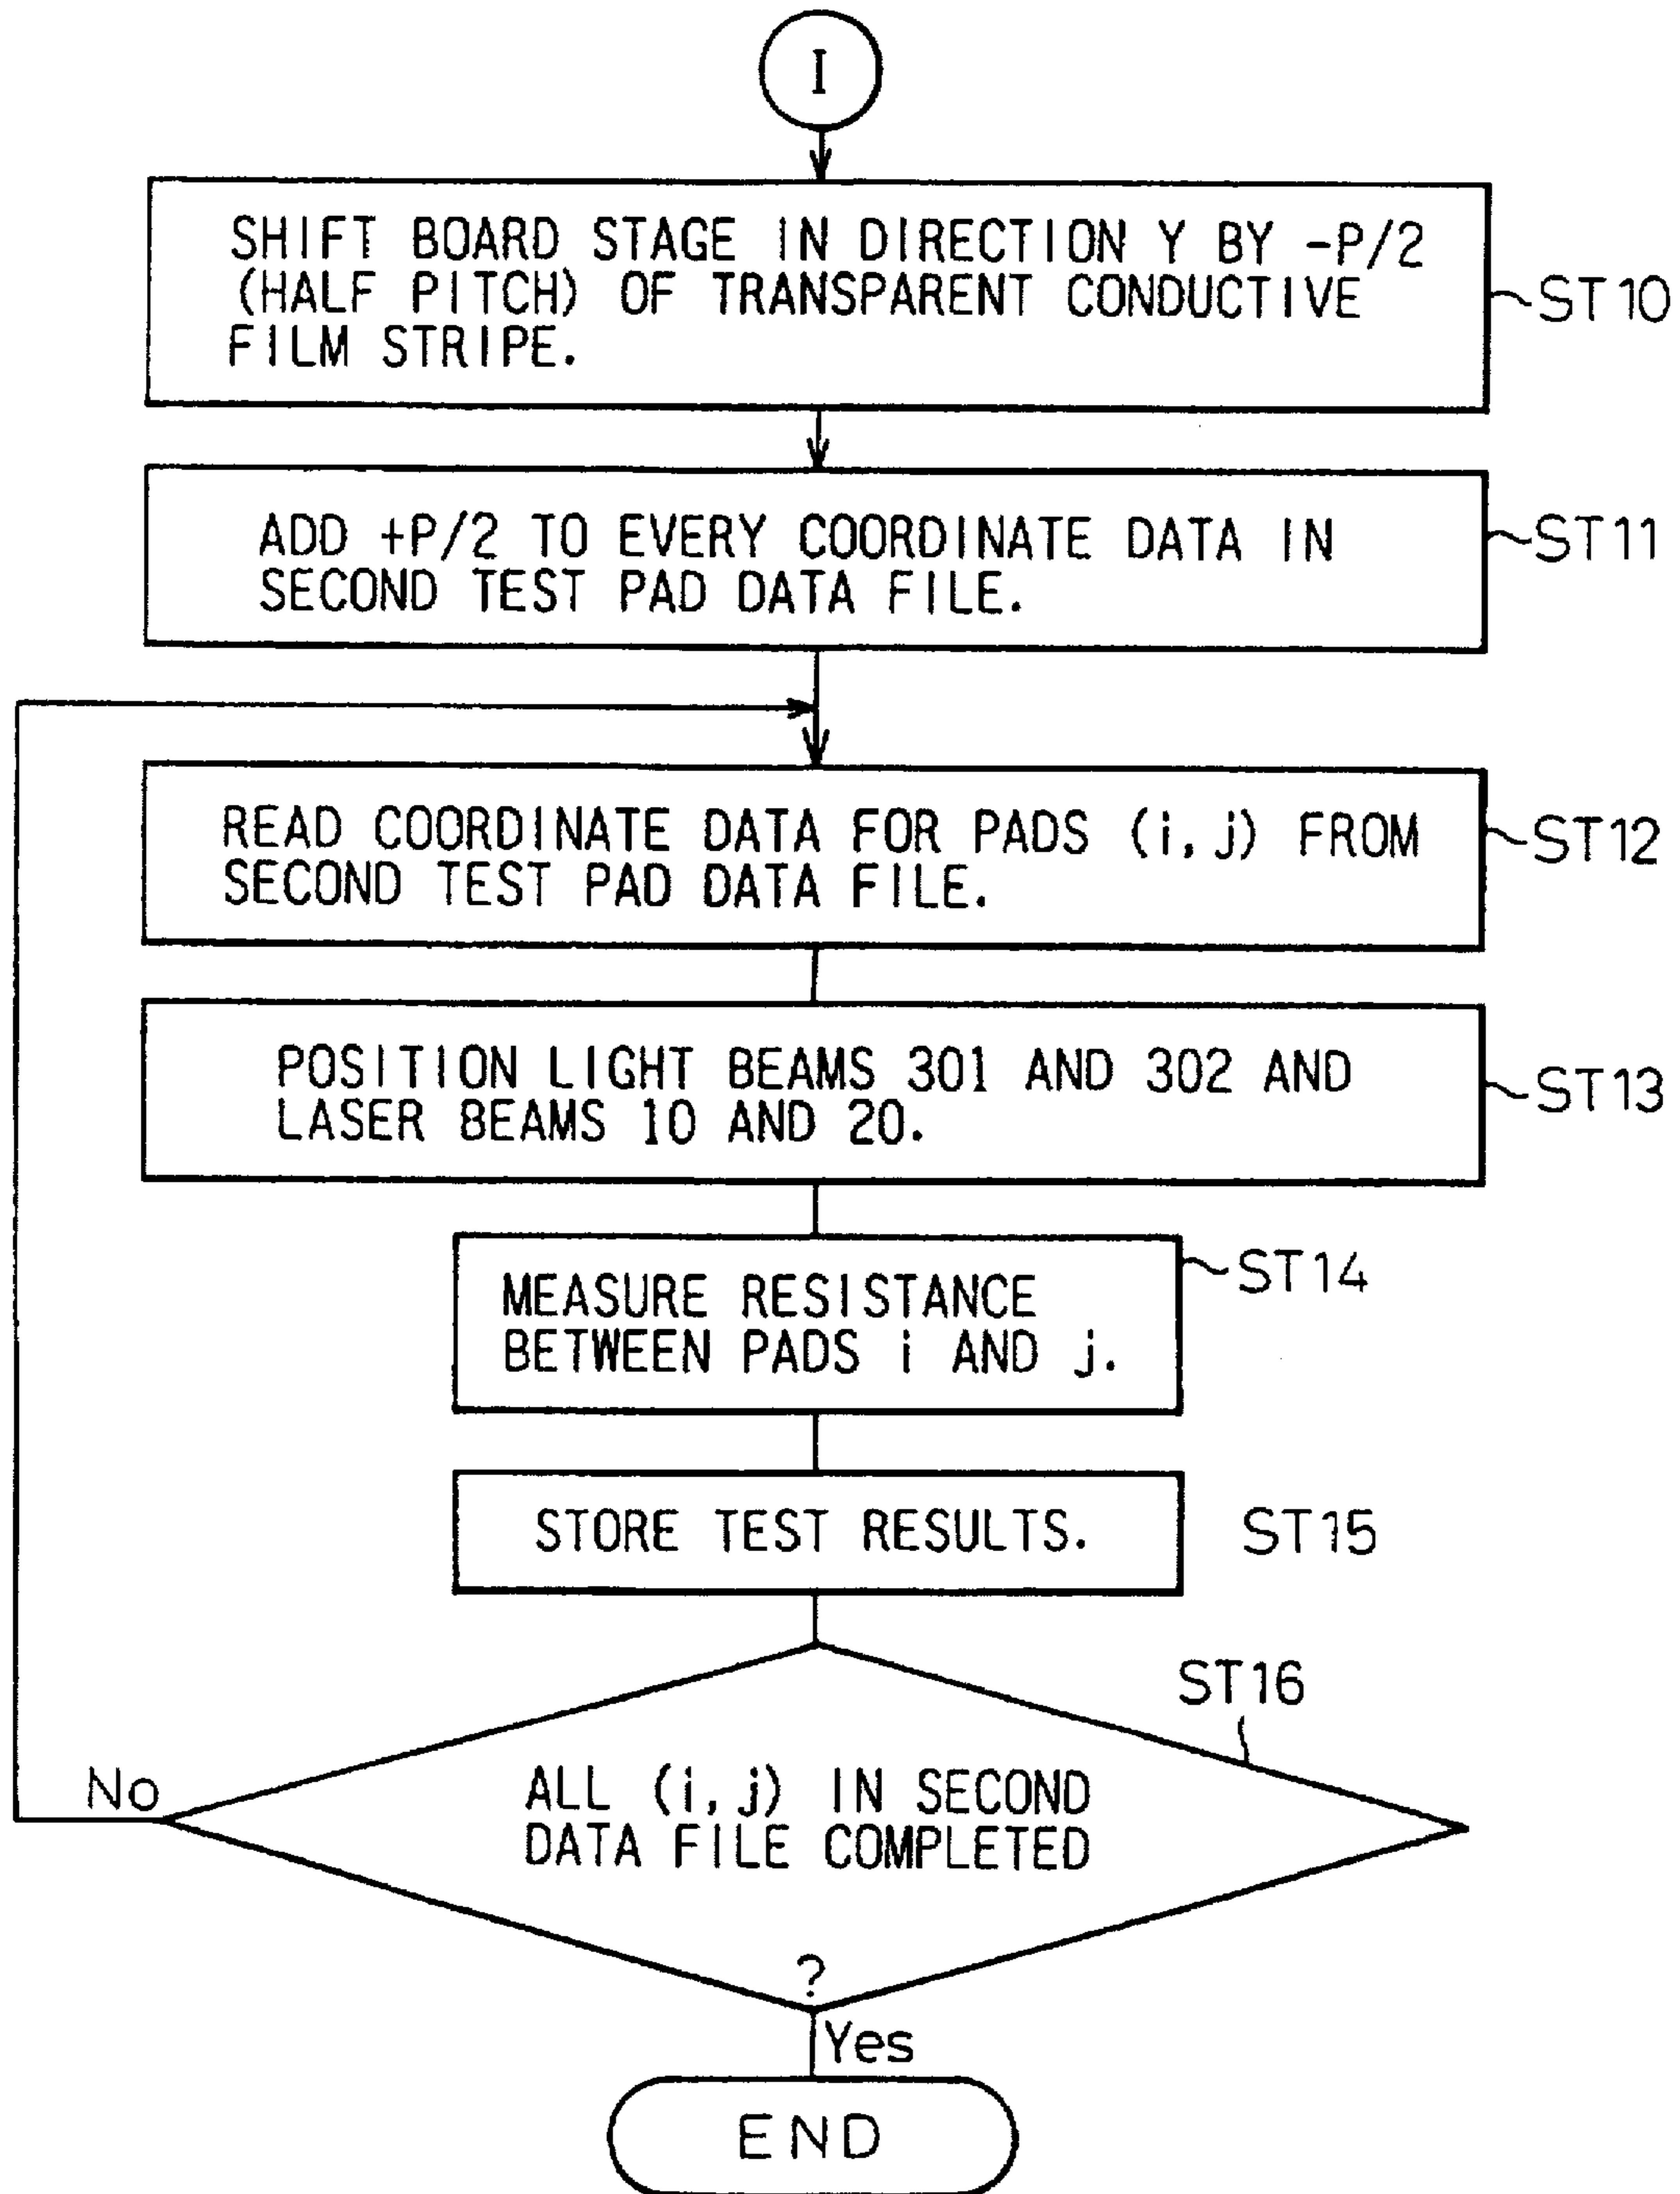 I
SHIFT BOARD STAGE IN DIRECTION Y BY -P/2
(HALF PITCH) OF TRANSPARENT CONDUCTIVE
FILM STRIPE.
ST10
ADD +P/2 TO EVERY COORDINATE DATA IN
SECOND TEST PAD DATA FILE.
ST11
READ COORDINATE DATA FOR PADS (i,j) FROM
SECOND TEST PAD DATA FILE.
ST12
POSITION LIGHT BEAMS 301 AND 302 AND
LASER BEAMS 10 AND 20.
ST13
MEASURE RESISTANCE
BETWEEN PADS i AND j.
ST14
STORE TEST RESULTS.
ST15
ST16
No
ALL (i,j) IN SECOND
DATA FILE COMPLETED
?
Yes
END